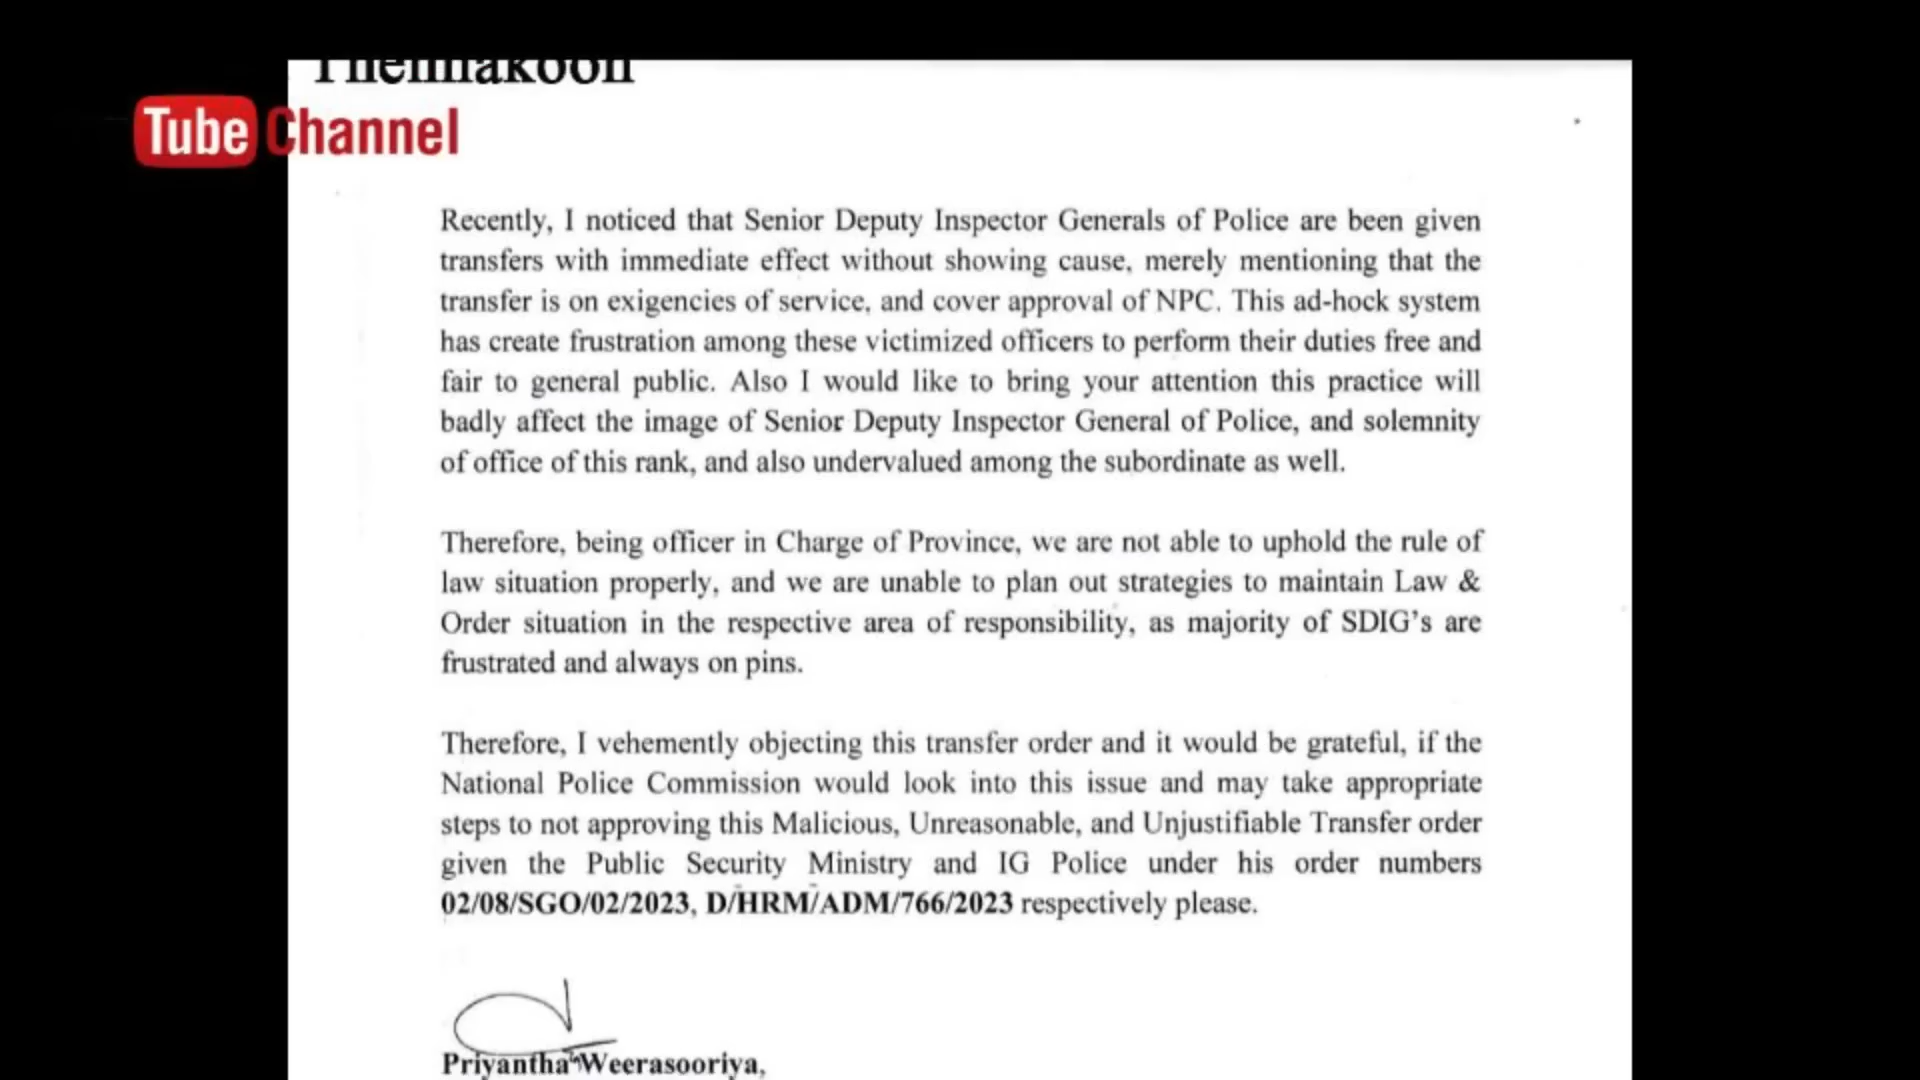 Thennakoon
Tube Channel
Recently, I noticed that Senior Deputy Inspector Generals of Police are been given
transfers with immediate effect without showing cause, merely mentioning that the
transfer is on exigencies of service, and cover approval of NPC. This ad-hock system
has create frustration among these victimized officers to perform their duties free and
fair to general public. Also I would like to bring your attention this practice will
badly affect the image of Senior Deputy Inspector General of Police, and solemnity
of office of this rank, and also undervalued among the subordinate as well.
Therefore, being officer in Charge of Province, we are not able to uphold the rule of
law situation properly, and we are unable to plan out strategies to maintain Law &
Order situation in the respective area of responsibility, as majority of SDIG's are
frustrated and always on pins.
Therefore, I vehemently objecting this transfer order and it would be grateful, if the
National Police Commission would look into this issue and may take appropriate
steps to not approving this Malicious, Unreasonable, and Unjustifiable Transfer order
given the Public Security Ministry and IG Police under his order numbers
02/08/SGO/02/2023, D/HRM/ADM/766/2023 respectively please.
Priyantha Weerasooriya,